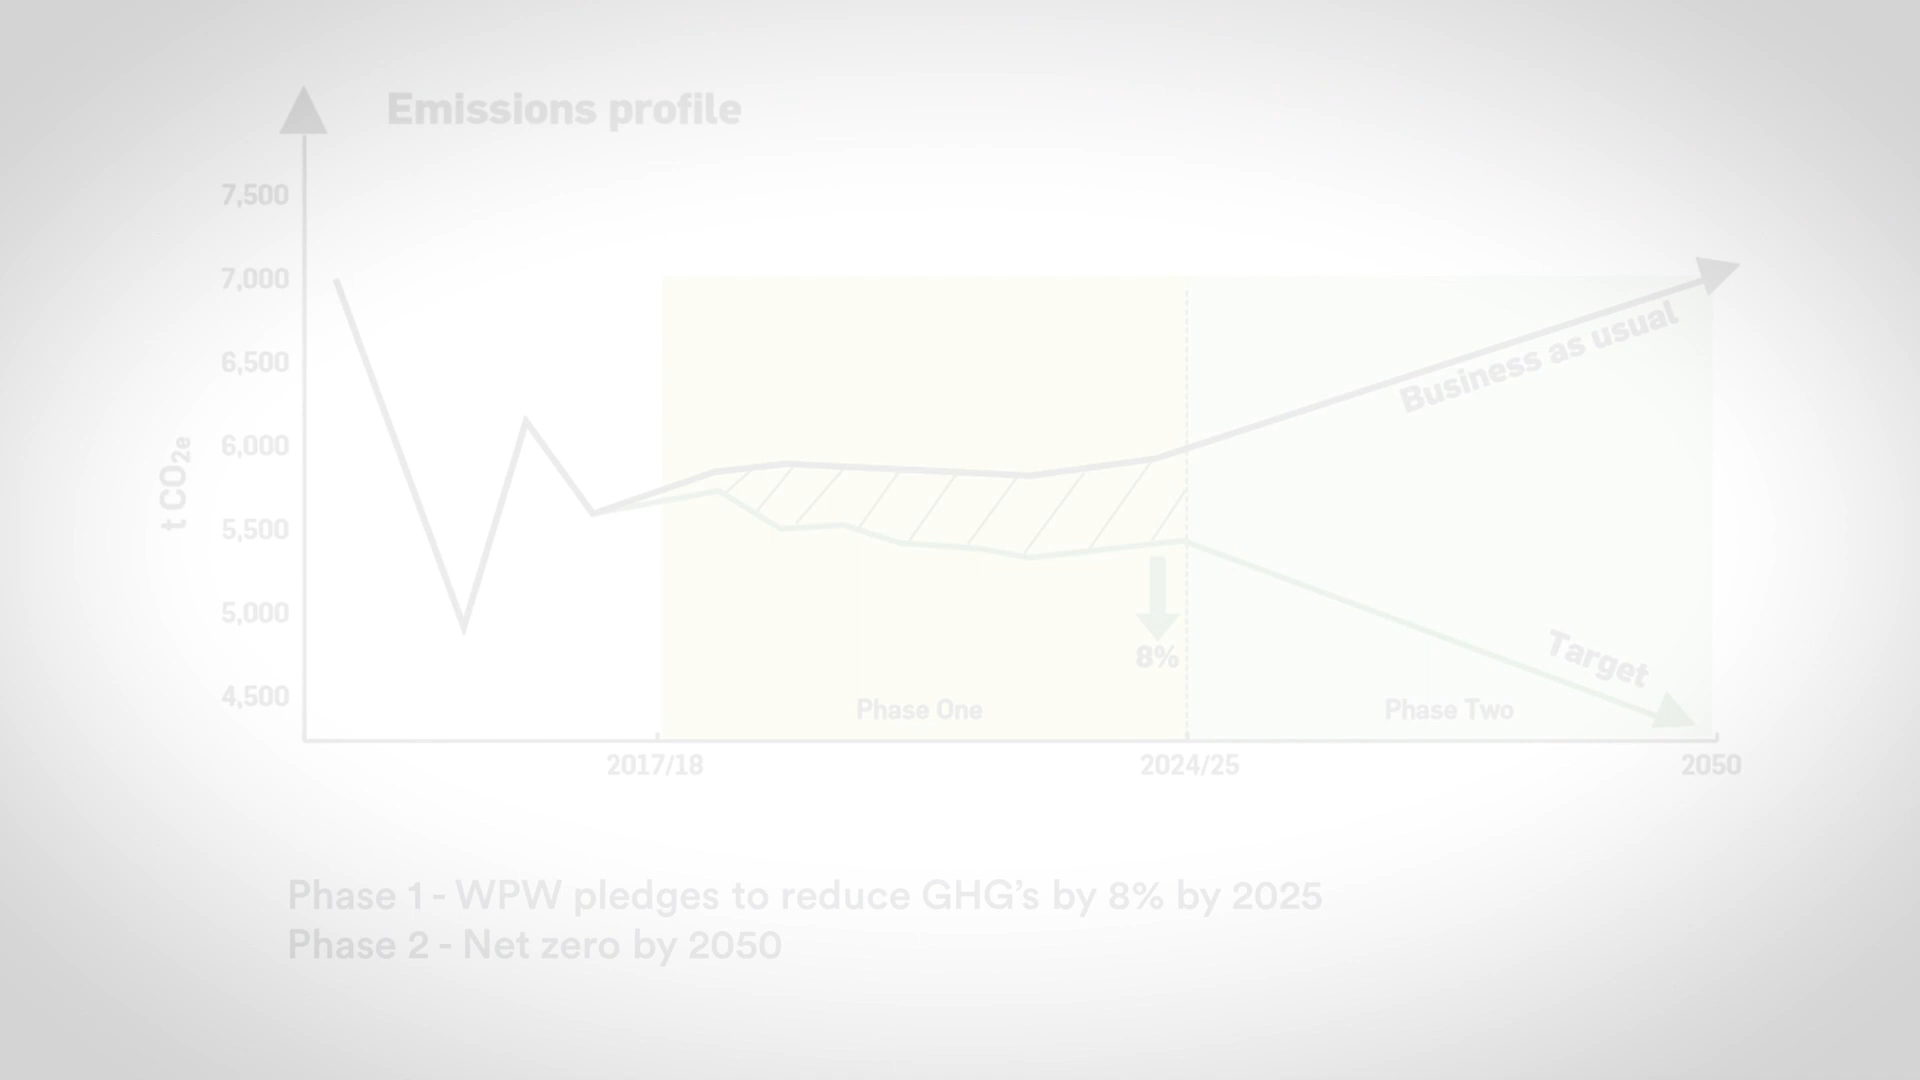 Emissions profile
7,500
7,000
6,500
6,000
5,500
5,000
4,500
t CO2e
Business as usual
Target
8%
Phase One
Phase Two
2017/18
2024/25
2050
Phase 1 - WPW pledges to reduce GHG’s by 8% by 2025
Phase 2 - Net zero by 2050